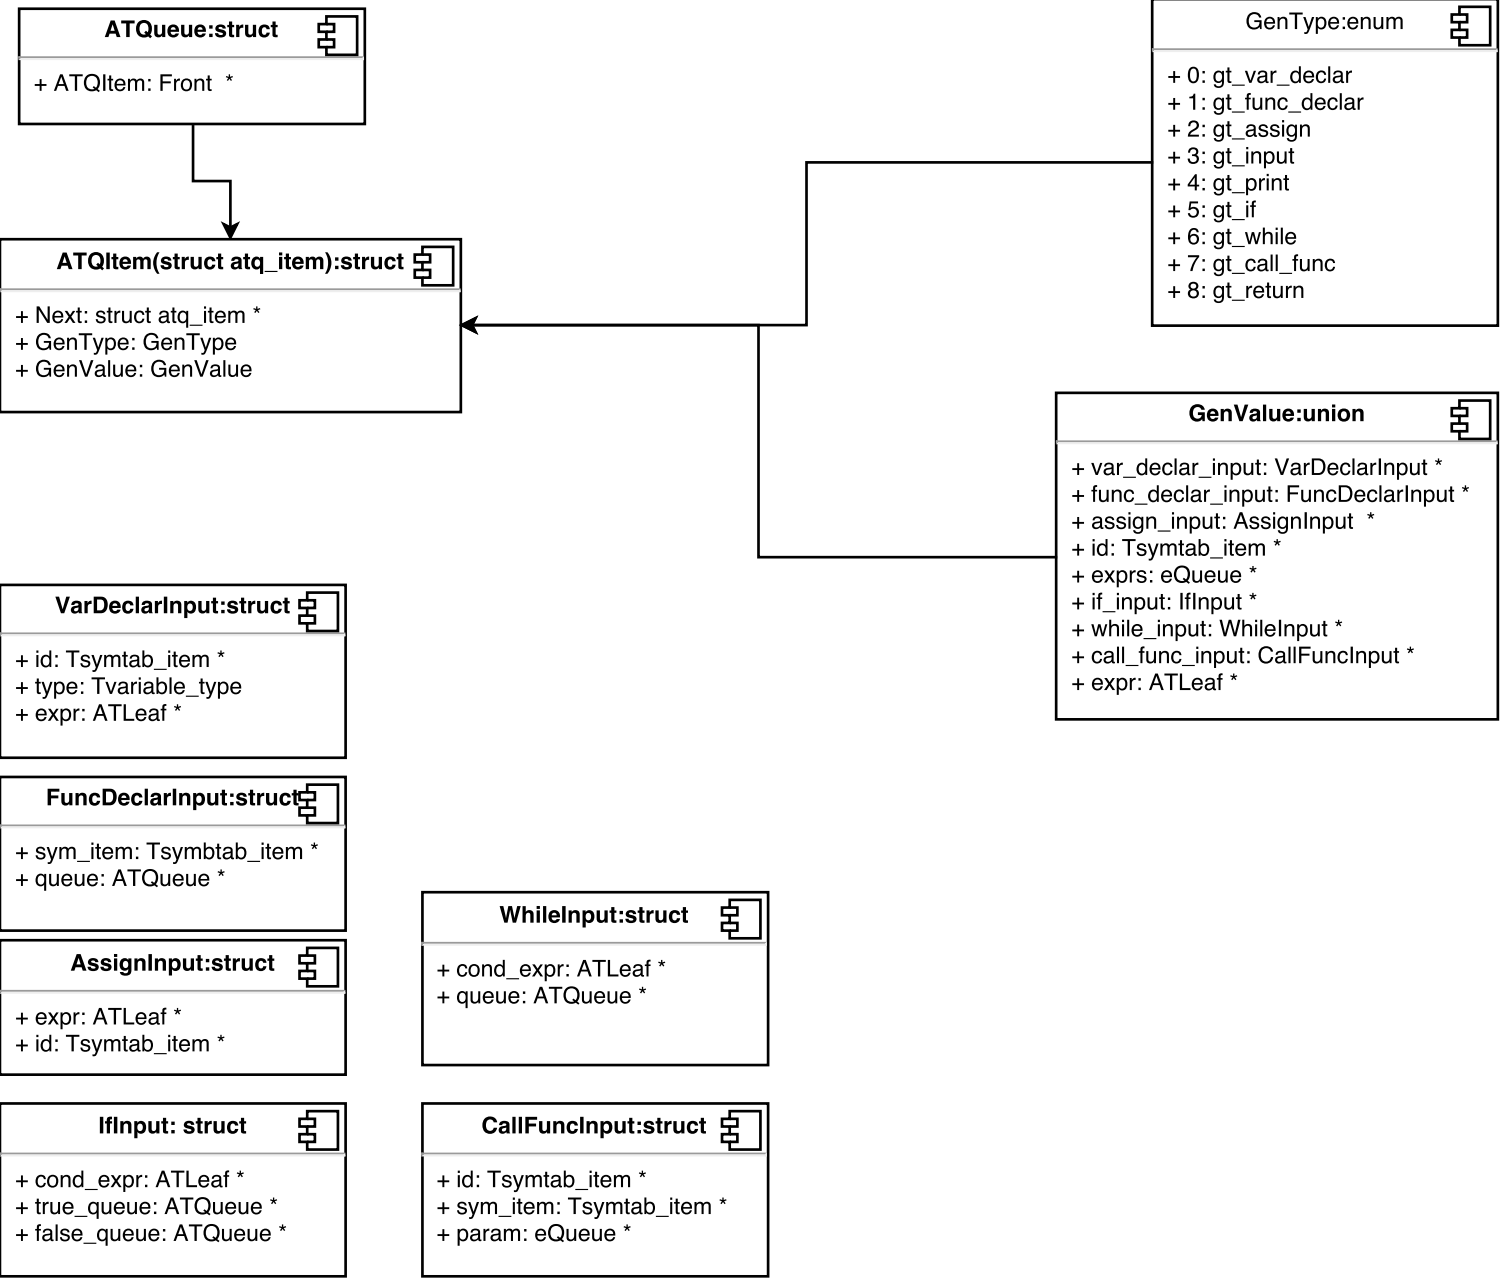 ATQueue:struct
+ ATQItem: Front  *
GenType:enum
+ 0: gt_var_declar
+ 1: gt_func_declar
+ 2: gt_assign
+ 3: gt_input
+ 4: gt_print
+ 5: gt_if
+ 6: gt_while
+ 7: gt_call_func
+ 8: gt_return
ATQItem(struct atq_item):struct
+ Next: struct atq_item *
+ GenType: GenType
+ GenValue: GenValue
GenValue:union
+ var_declar_input: VarDeclarInput *
+ func_declar_input: FuncDeclarInput *
+ assign_input: AssignInput  *
+ id: Tsymtab_item *
+ exprs: eQueue *
+ if_input: IfInput *
+ while_input: WhileInput *
+ call_func_input: CallFuncInput *
+ expr: ATLeaf *
VarDeclarInput:struct
+ id: Tsymtab_item *
+ type: Tvariable_type
+ expr: ATLeaf *
FuncDeclarInput:struct
+ sym_item: Tsymbtab_item *
+ queue: ATQueue *
WhileInput:struct
+ cond_expr: ATLeaf *
+ queue: ATQueue *
AssignInput:struct
+ expr: ATLeaf *
+ id: Tsymtab_item *
IfInput: struct
+ cond_expr: ATLeaf *
+ true_queue: ATQueue *
+ false_queue: ATQueue *
CallFuncInput:struct
+ id: Tsymtab_item *
+ sym_item: Tsymtab_item *
+ param: eQueue *